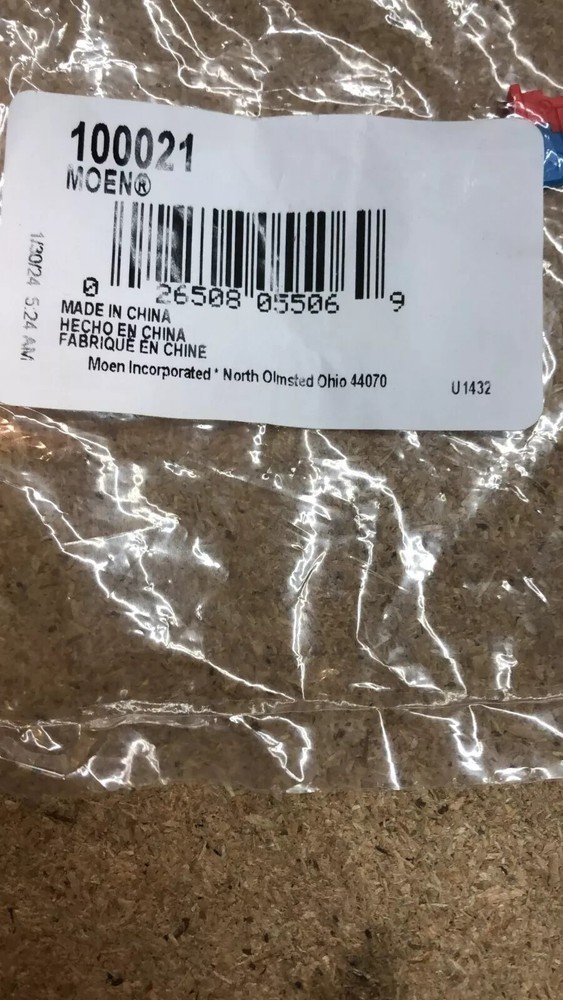 100021
MOEN®
0 26508 05506 9
MADE IN CHINA
HECHO EN CHINA
FABRIQUÉ EN CHINE
Moen Incorporated * North Olmsted Ohio 44070
U1432
1/30/24 5:24 AM